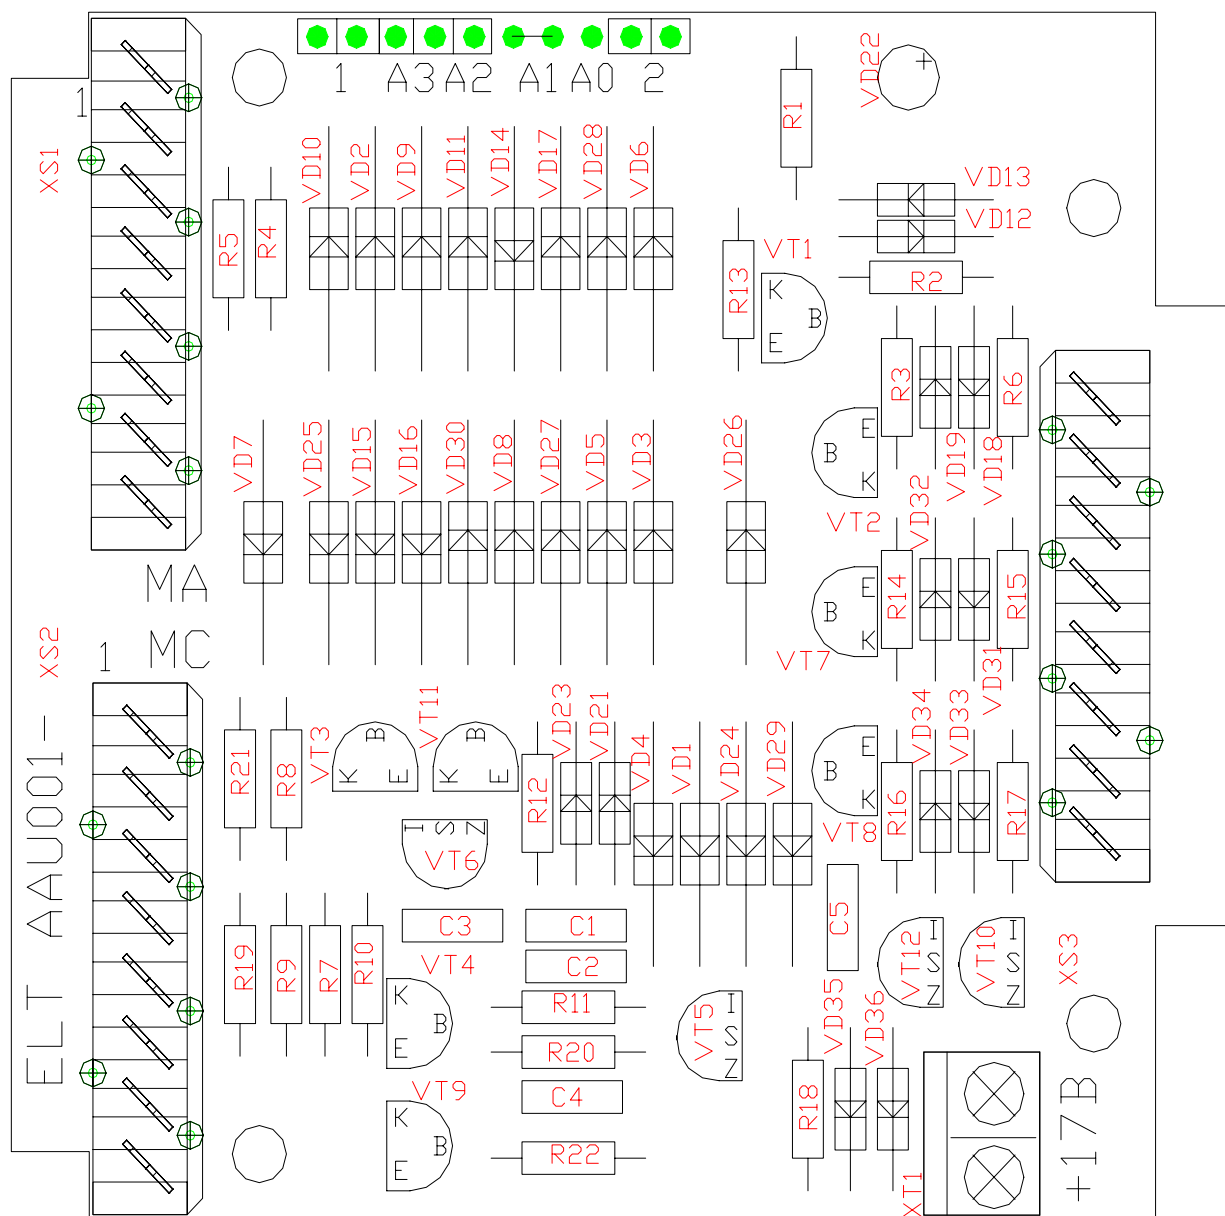 1 A3 A2 A1 A0 2
VD22
1
R1
XS1
VD10 VD2 VD9 VD11 VD14 VD17 VD28 VD6
VD13
VD12
R5 R4
VT1
R13
R2
K
B
E
R3
R6
VD7 VD25 VD15 VD16 VD30 VD8 VD27 VD5 VD3 VD26
E
B
K
VD19 VD18
VT2
VD32
MA
E
R14
R15
B
K
XS2
1 MC
VT7
VD31
VD23 VD21
VT3 VT11
VD4 VD1 VD24 VD29
VD34 VD33
R21 R8
B B
K E K E
E
B
K
R12
R16
R17
VT8
I S Z
VT6
ELT AAU001-
C3 C1
C5
C2
R19 R9 R7 R10
VT4
VT12
I
S
Z
VT10
I
S
Z
XS3
K
B
E
R11
VT5
I
S
Z
VD35 VD36
R20
VT9
C4
R18
K
B
E
R22
XT1
+17B